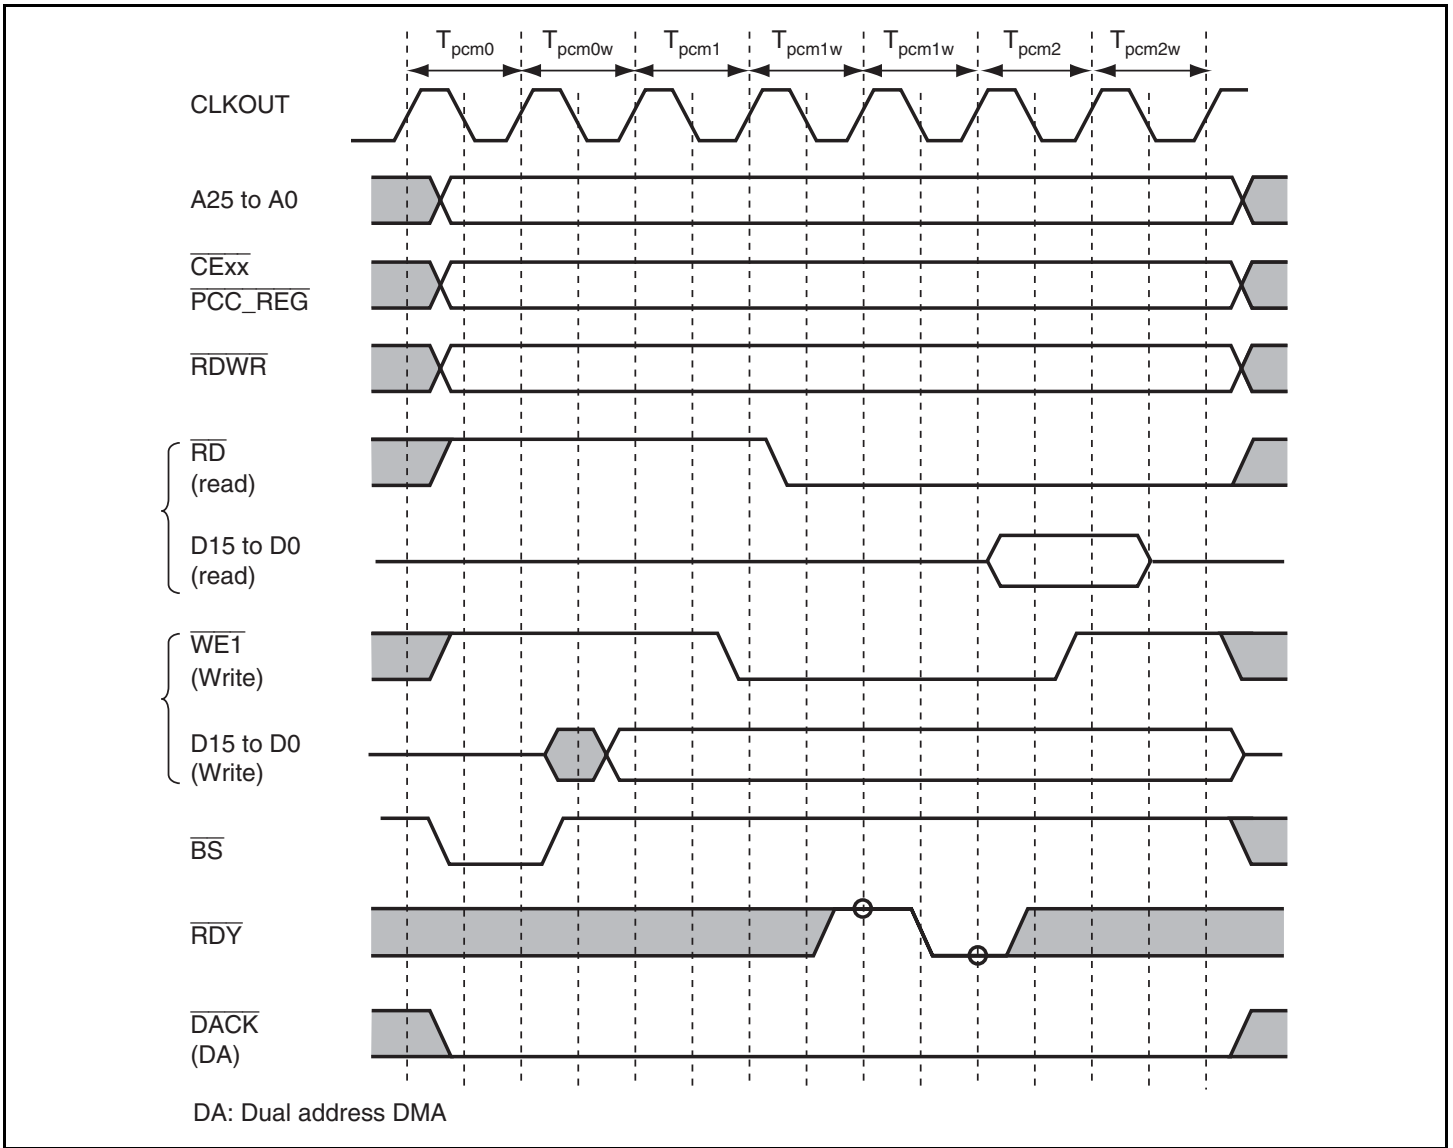 Tpcm0 Tpcm0w Tpcm1 Tpcm1w Tpcm1w Tpcm2 Tpcm2w
CLKOUT
A25 to A0
CExx
PCC_REG
RDWR
RD
(read)
D15 to D0
(read)
WE1
(Write)
D15 to D0
(Write)
BS
RDY
DACK
(DA)
DA: Dual address DMA